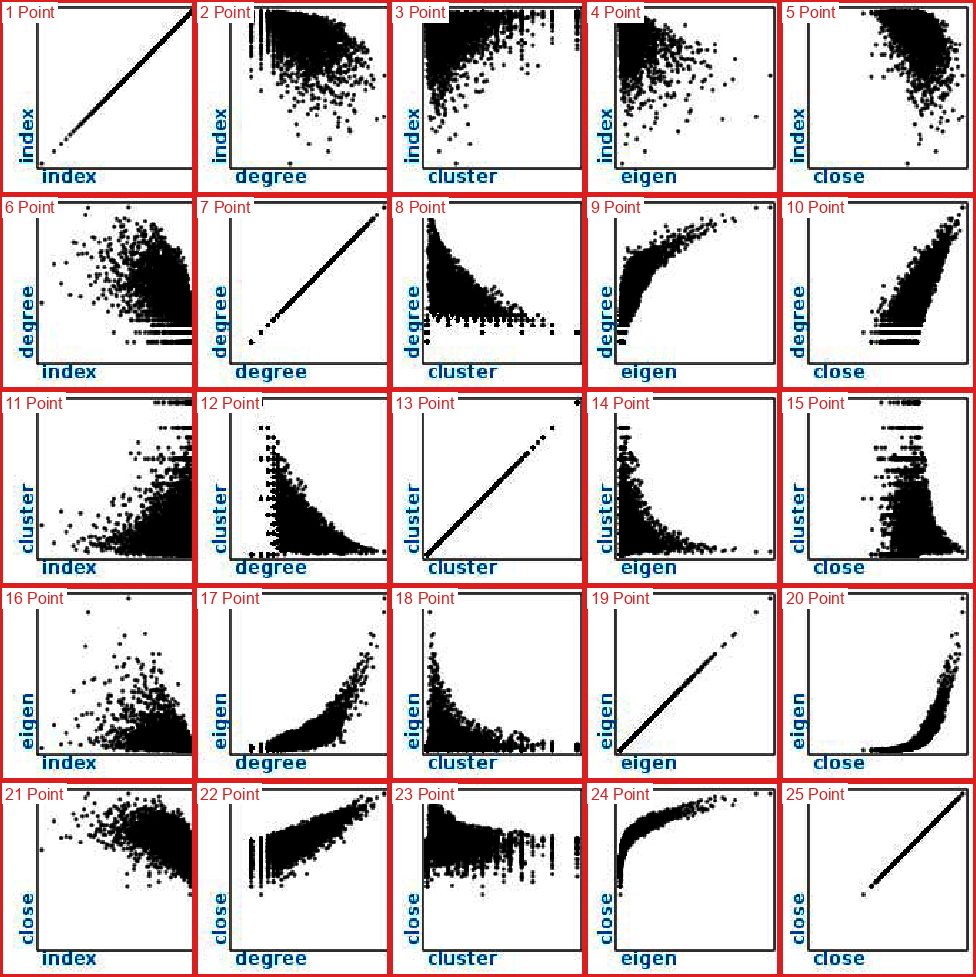 1 Point
index
index
2 Point
index
degree
3 Point
index
cluster
4 Point
index
eigen
5 Point
index
close
6 Point
degree
index
7 Point
degree
degree
8 Point
degree
cluster
9 Point
degree
eigen
10 Point
degree
close
11 Point
cluster
index
12 Point
cluster
degree
13 Point
cluster
cluster
14 Point
cluster
eigen
15 Point
cluster
close
16 Point
eigen
index
17 Point
eigen
degree
18 Point
eigen
cluster
19 Point
eigen
eigen
20 Point
eigen
close
21 Point
close
index
22 Point
close
degree
23 Point
close
cluster
24 Point
close
eigen
25 Point
close
close